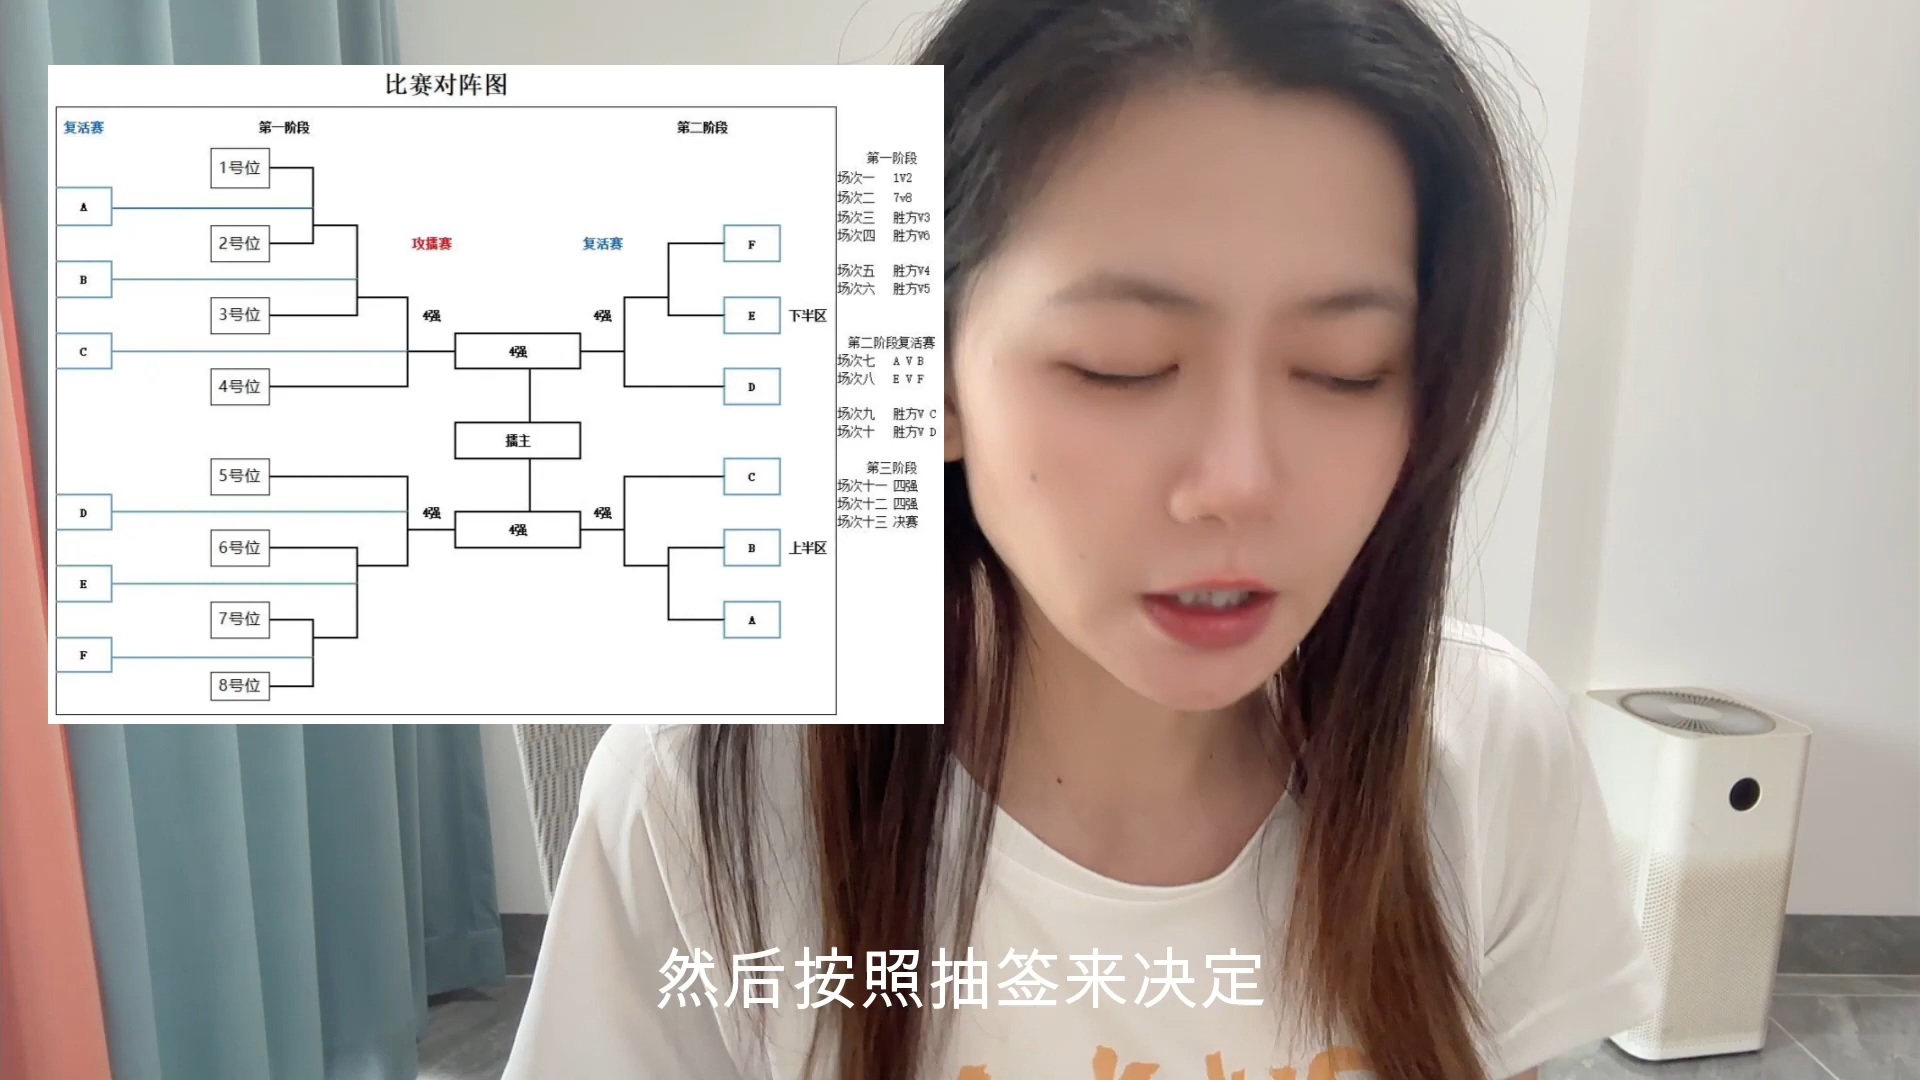 比赛对阵图
复活赛
第一阶段
第二阶段
1号位
A
2号位
攻擂赛
复活赛
F
B
3号位
4强
4强
E
下半区
C
4强
4号位
D
擂主
5号位
C
D
4强
4强
4强
6号位
B
上半区
E
7号位
A
F
8号位
第一阶段
场次一 1V2
场次二 7v8
场次三 胜方V3
场次四 胜方V6
场次五 胜方V4
场次六 胜方V5
第二阶段复活赛
场次七 A V B
场次八 E V F
场次九 胜方V C
场次十 胜方V D
第三阶段
场次十一 四强
场次十二 四强
场次十三 决赛
然后按照抽签来决定